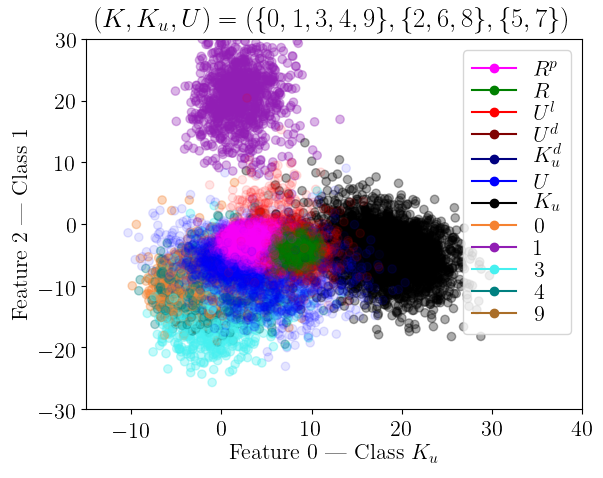 (K, K_u, U) = ({0, 1, 3, 4, 9}, {2, 6, 8}, {5, 7})
Feature 2 — Class 1
30
20
10
0
−10
−20
−30
R^p
R
U^l
U^d
K_u^d
U
K_u
0
1
3
4
9
−10
0
10
20
30
40
Feature 0 — Class K_u